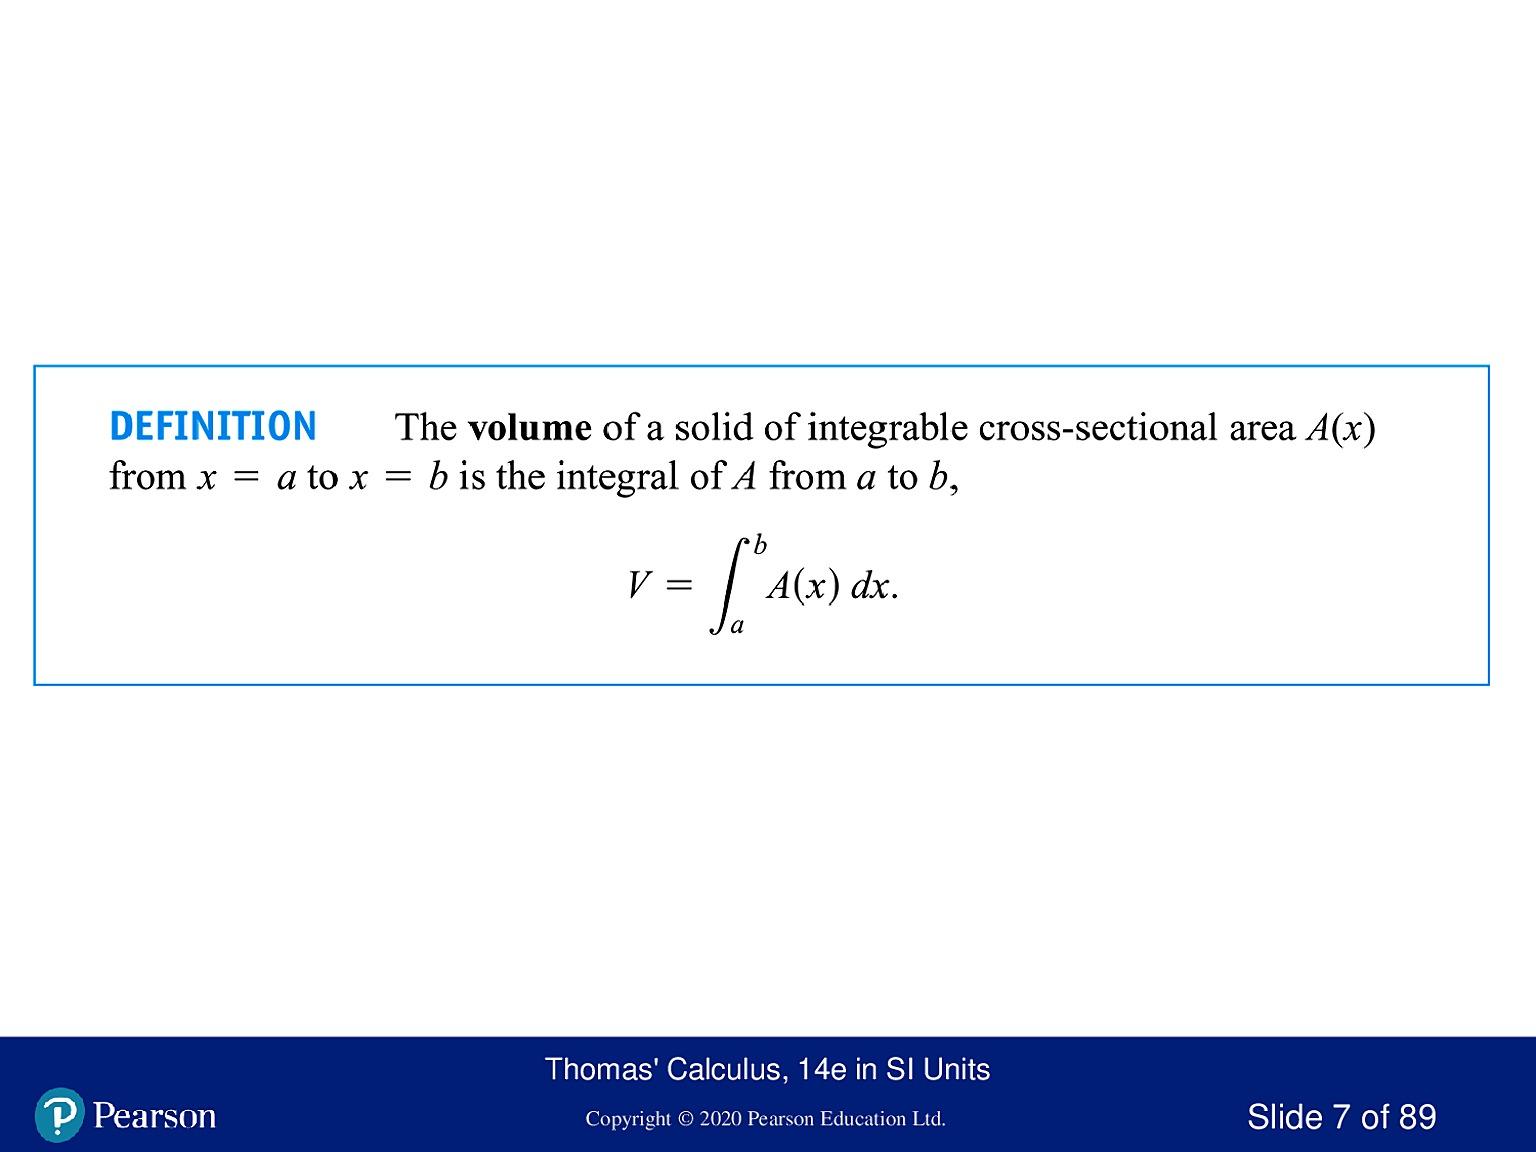 DEFINITION The volume of a solid of integrable cross-sectional area A(x)
from x = a to x = b is the integral of A from a to b,
V = ∫_a^b A(x) dx.
Thomas' Calculus, 14e in SI Units
Pearson
Copyright © 2020 Pearson Education Ltd.
Slide 7 of 89